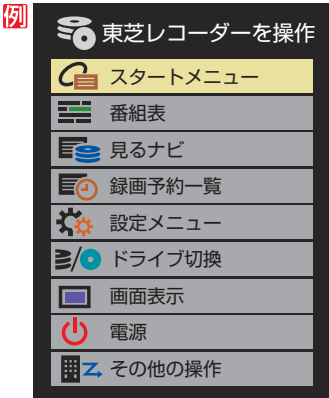 例
東芝レコーダーを操作
スタートメニュー
番組表
見るナビ
録画予約一覧
設定メニュー
ドライブ切換
画面表示
電源
その他の操作